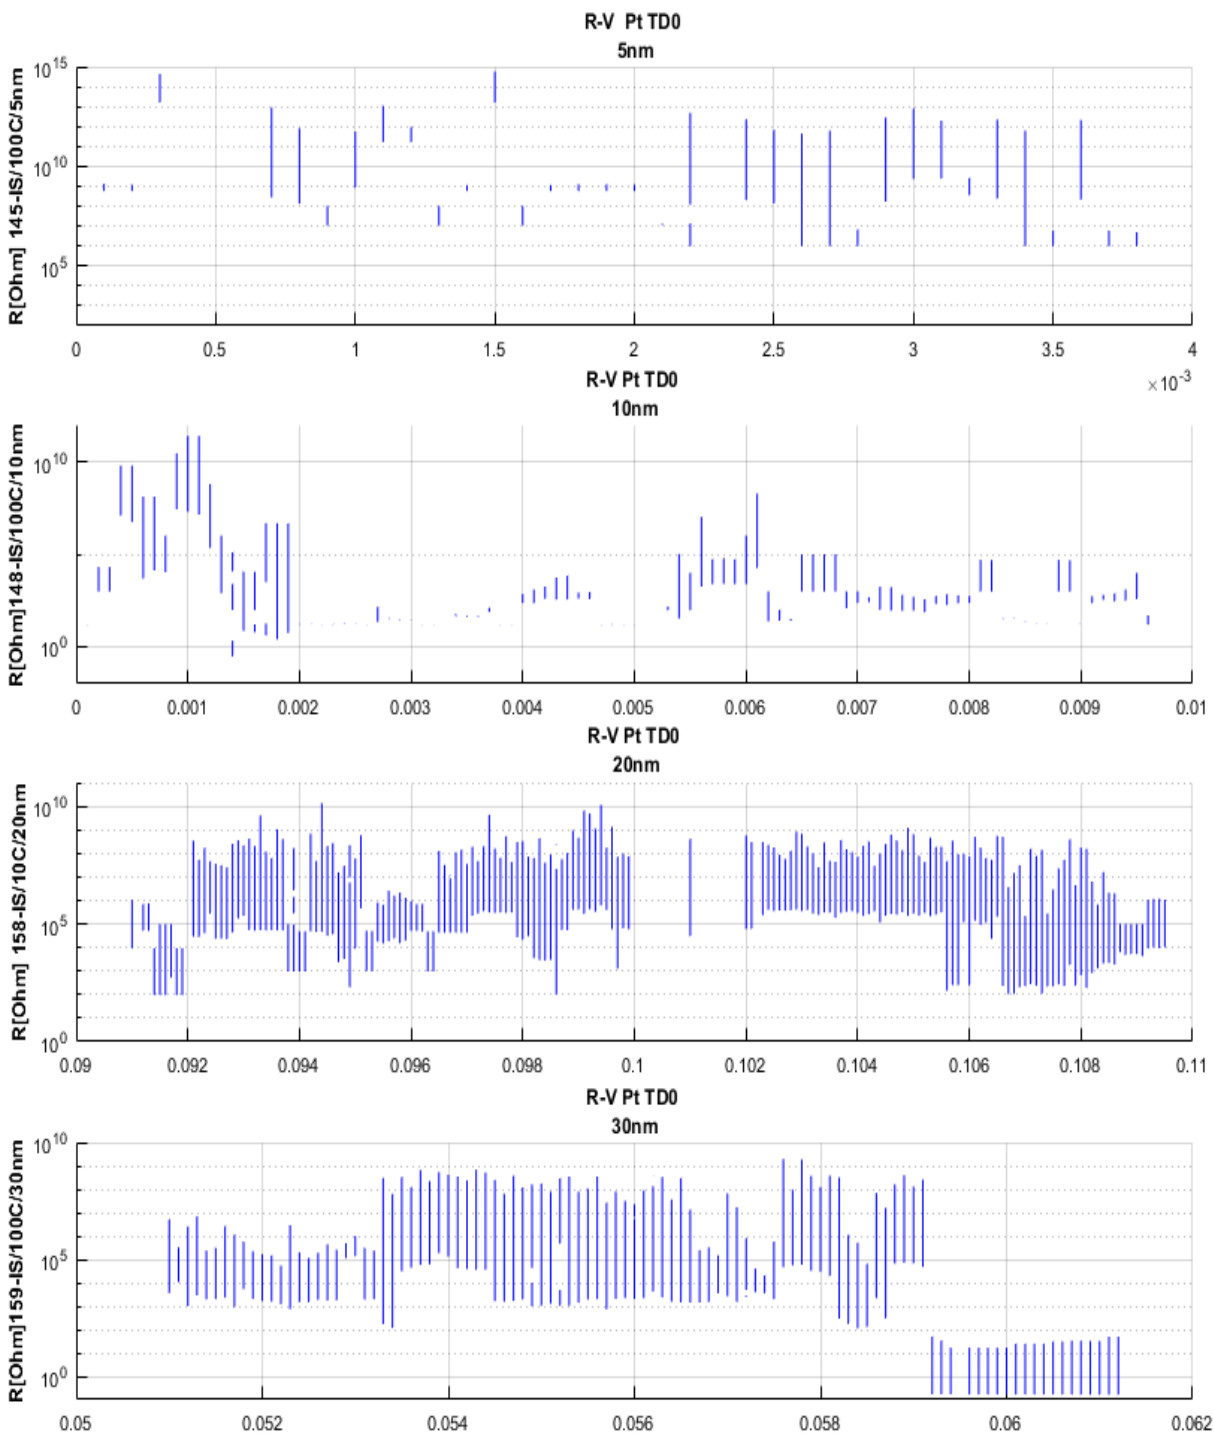 R-V Pt TD0
5nm
R[Ohm] 145-IS/100C/5nm
10^15
10^10
10^5
0 0.5 1 1.5 2 2.5 3 3.5 4
×10^-3
R-V Pt TD0
10nm
R[Ohm]148-IS/100C/10nm
10^10
10^0
0 0.001 0.002 0.003 0.004 0.005 0.006 0.007 0.008 0.009 0.01
R-V Pt TD0
20nm
R[Ohm] 158-IS/10C/20nm
10^10
10^5
10^0
0.09 0.092 0.094 0.096 0.098 0.1 0.102 0.104 0.106 0.108 0.11
R-V Pt TD0
30nm
R[Ohm]159-IS/100C/30nm
10^10
10^5
10^0
0.05 0.052 0.054 0.056 0.058 0.06 0.062